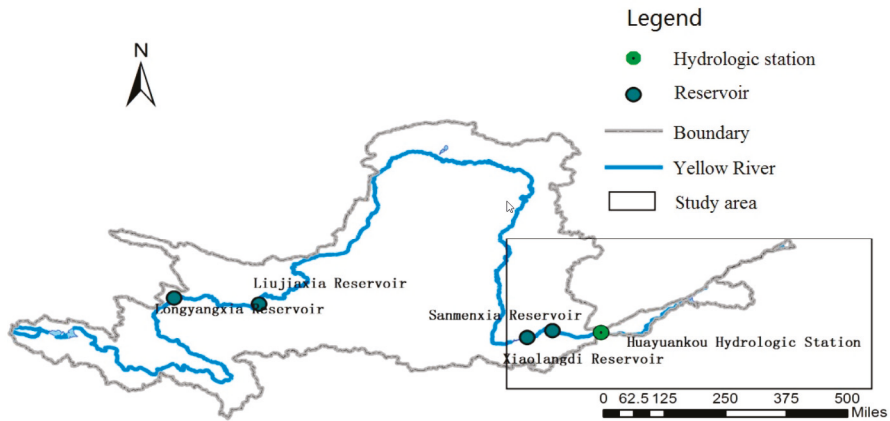 Legend
N
Hydrologic station
Reservoir
Boundary
Yellow River
Study area
Liujiaxia Reservoir
Longyangxia Reservoir
Sanmenxia Reservoir
Huayuankou Hydrologic Station
Xiaolangdi Reservoir
0 62.5 125 250 375 500
Miles